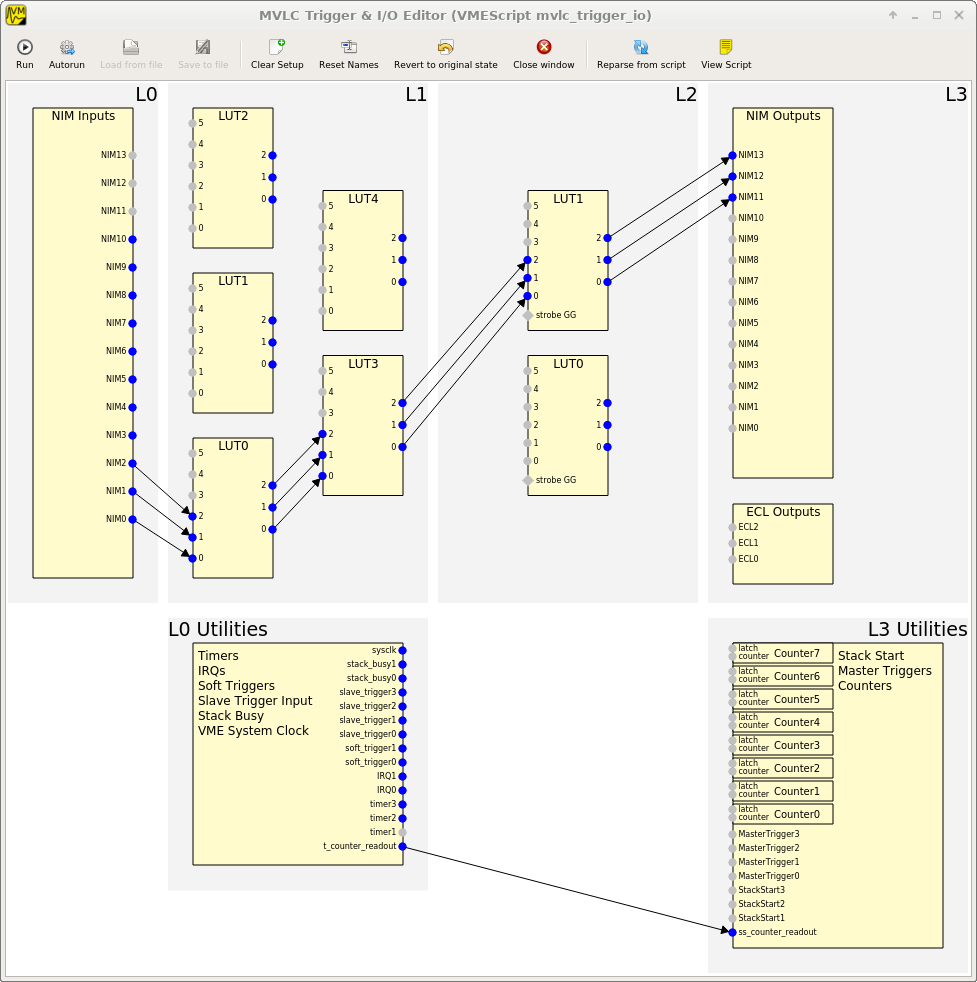 MVLC Trigger & I/O Editor (VMEScript mvlc_trigger_io)
Run Autorun Load from file Save to file Clear Setup Reset Names Revert to original state Close window Reparse from script View Script
L0
NIM Inputs
NIM13
NIM12
NIM11
NIM10
NIM9
NIM8
NIM7
NIM6
NIM5
NIM4
NIM3
NIM2
NIM1
NIM0
L1
LUT2
5
4
3
2
1
0
2
1
0
LUT1
5
4
3
2
1
0
2
1
0
LUT0
5
4
3
2
1
0
2
1
0
LUT4
5
4
3
2
1
0
2
1
0
LUT3
5
4
3
2
1
0
2
1
0
L2
LUT1
5
4
3
2
1
0
strobe GG
2
1
0
LUT0
5
4
3
2
1
0
strobe GG
2
1
0
L3
NIM Outputs
NIM13
NIM12
NIM11
NIM10
NIM9
NIM8
NIM7
NIM6
NIM5
NIM4
NIM3
NIM2
NIM1
NIM0
ECL Outputs
ECL2
ECL1
ECL0
L0 Utilities
Timers
IRQs
Soft Triggers
Slave Trigger Input
Stack Busy
VME System Clock
sysclk
stack_busy1
stack_busy0
slave_trigger3
slave_trigger2
slave_trigger1
slave_trigger0
soft_trigger1
soft_trigger0
IRQ1
IRQ0
timer3
timer2
timer1
t_counter_readout
L3 Utilities
latch
counter
Counter7
latch
counter
Counter6
latch
counter
Counter5
latch
counter
Counter4
latch
counter
Counter3
latch
counter
Counter2
latch
counter
Counter1
latch
counter
Counter0
MasterTrigger3
MasterTrigger2
MasterTrigger1
MasterTrigger0
StackStart3
StackStart2
StackStart1
ss_counter_readout
Stack Start
Master Triggers
Counters